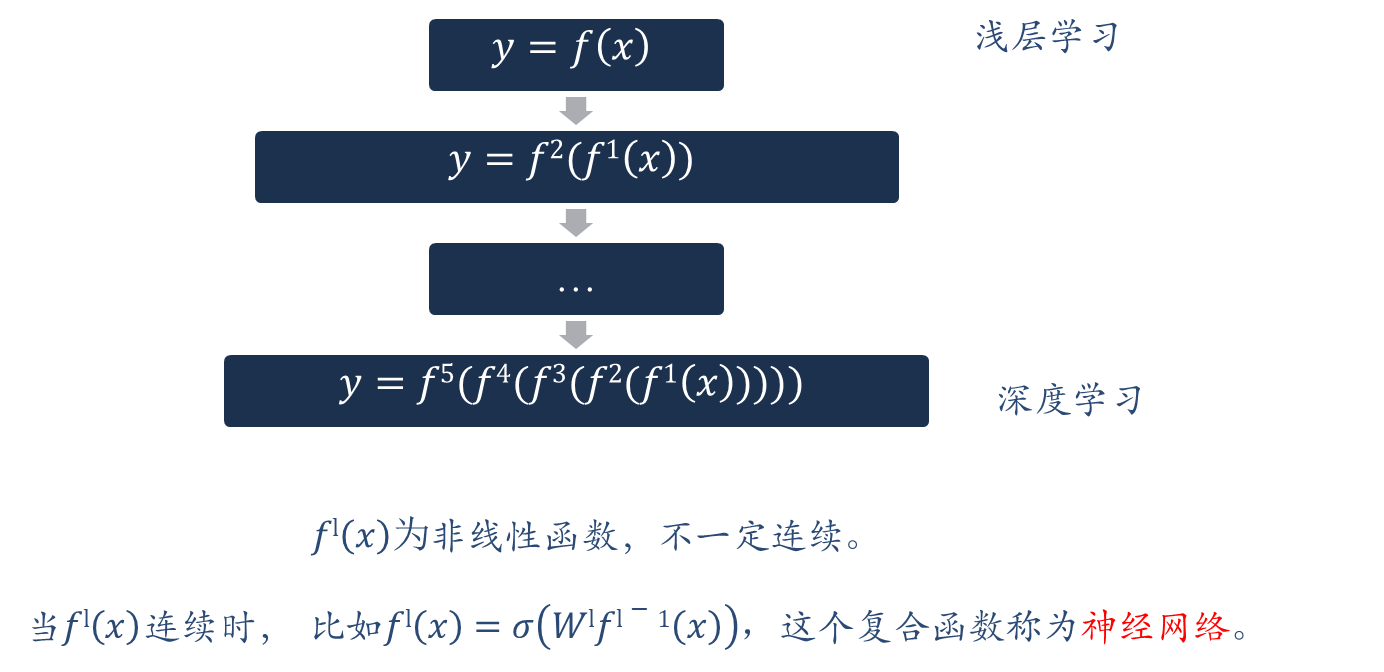 y = f(x)
浅层学习
y = f²(f¹(x))
…
y = f⁵(f⁴(f³(f²(f¹(x)))))
深度学习
fˡ(x)为非线性函数，不一定连续。
当fˡ(x)连续时， 比如fˡ(x) = σ(Wˡfˡ⁻¹(x))，这个复合函数称为神经网络。